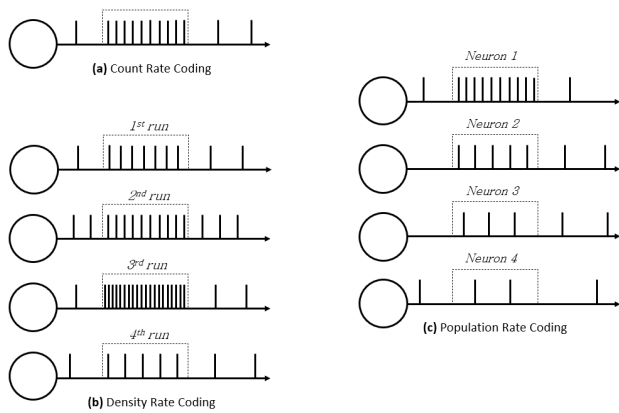 (a) Count Rate Coding
1st run
2nd run
3rd run
4th run
(b) Density Rate Coding
Neuron 1
Neuron 2
Neuron 3
Neuron 4
(c) Population Rate Coding